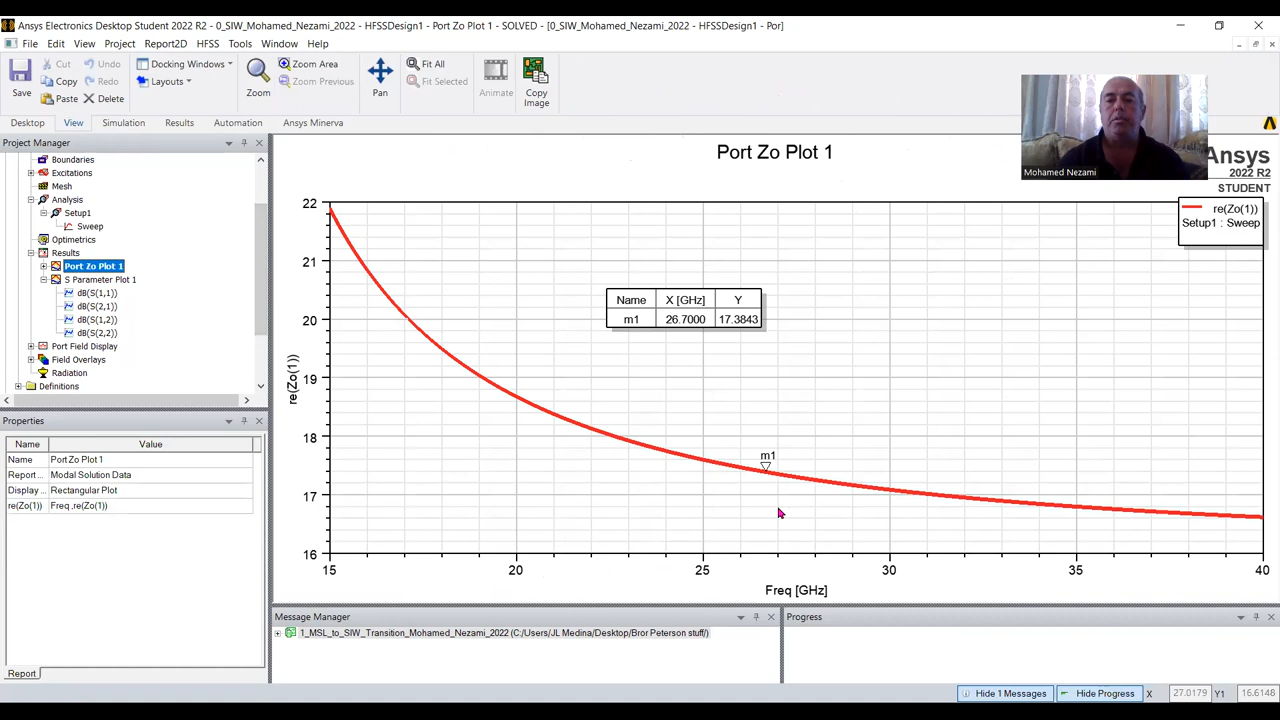 Ansys Electronics Desktop Student 2022 R2 - 0_SIW_Mohamed_Nezami_2022 - HFSSDesign1 - Port Zo Plot 1 - SOLVED - [0_SIW_Mohamed_Nezami_2022 - HFSSDesign1 - Por]
File Edit View Project Report2D HFSS Tools Window Help
Save
Cut
Copy
Paste
Undo
Redo
Delete
Docking Windows
Layouts
Zoom
Zoom Area
Zoom Previous
Pan
Fit All
Fit Selected
Animate
Copy
Image
Desktop View Simulation Results Automation Ansys Minerva
Project Manager
Boundaries
Excitations
Mesh
Analysis
Setup1
Sweep
Optimetrics
Results
Port Zo Plot 1
S Parameter Plot 1
dB(S(1,1))
dB(S(2,1))
dB(S(1,2))
dB(S(2,2))
Port Field Display
Field Overlays
Radiation
Definitions
Properties
Name Value
Name Port Zo Plot 1
Report... Modal Solution Data
Display ... Rectangular Plot
re(Zo(1)) Freq ,re(Zo(1))
Report
Port Zo Plot 1
Mohamed Nezami
Ansys
2022 R2
STUDENT
re(Zo(1))
Setup1 : Sweep
Name X [GHz] Y
m1 26.7000 17.3843
m1
re(Zo(1))
22
21
20
19
18
17
16
15 20 25 30 35 40
Freq [GHz]
Message Manager
1_MSL_to_SIW_Transition_Mohamed_Nezami_2022 (C:/Users/JL Medina/Desktop/Bror Peterson stuff/)
Progress
Hide 1 Messages Hide Progress X 27.0179 Y1 16.6148